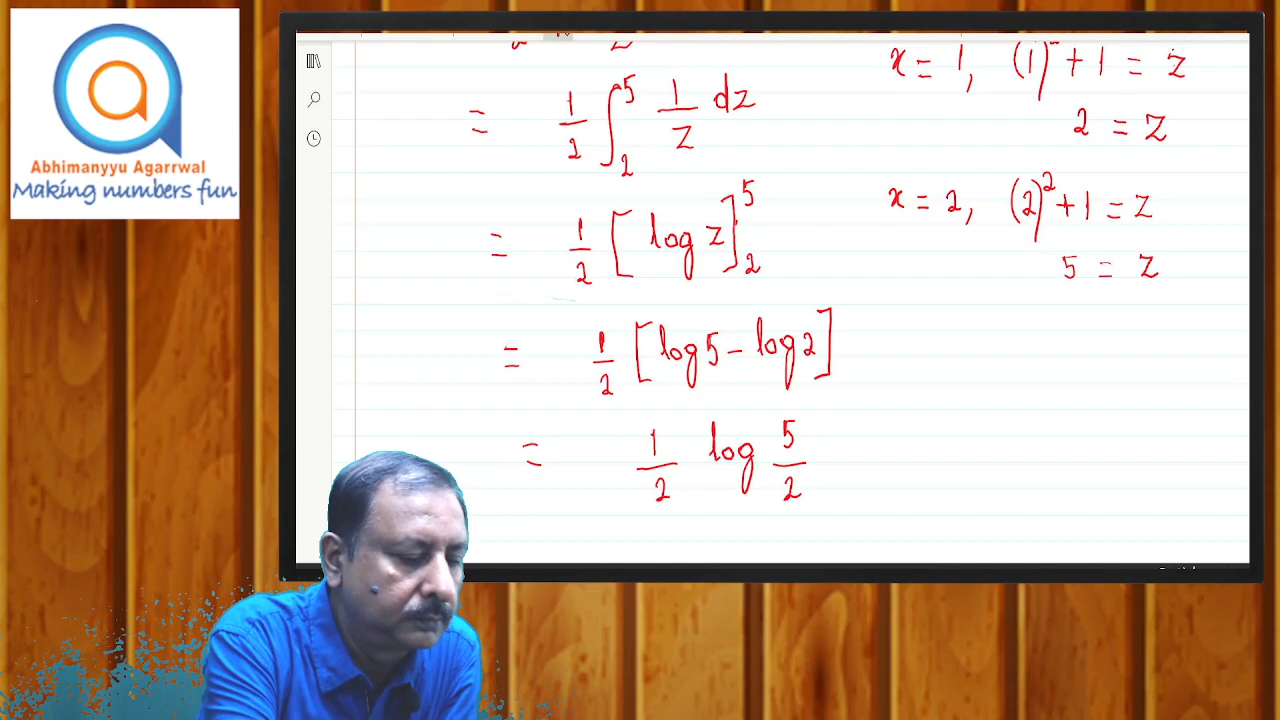 Abhimanyyu Agarrwal
Making numbers fun
x = 1, (1)² + 1 = z
2 = z
= 1/2 ∫₂⁵ 1/z dz
x = 2, (2)² + 1 = z
5 = z
= 1/2 [log z]₂⁵
= 1/2 [log 5 – log 2]
= 1/2 log 5/2